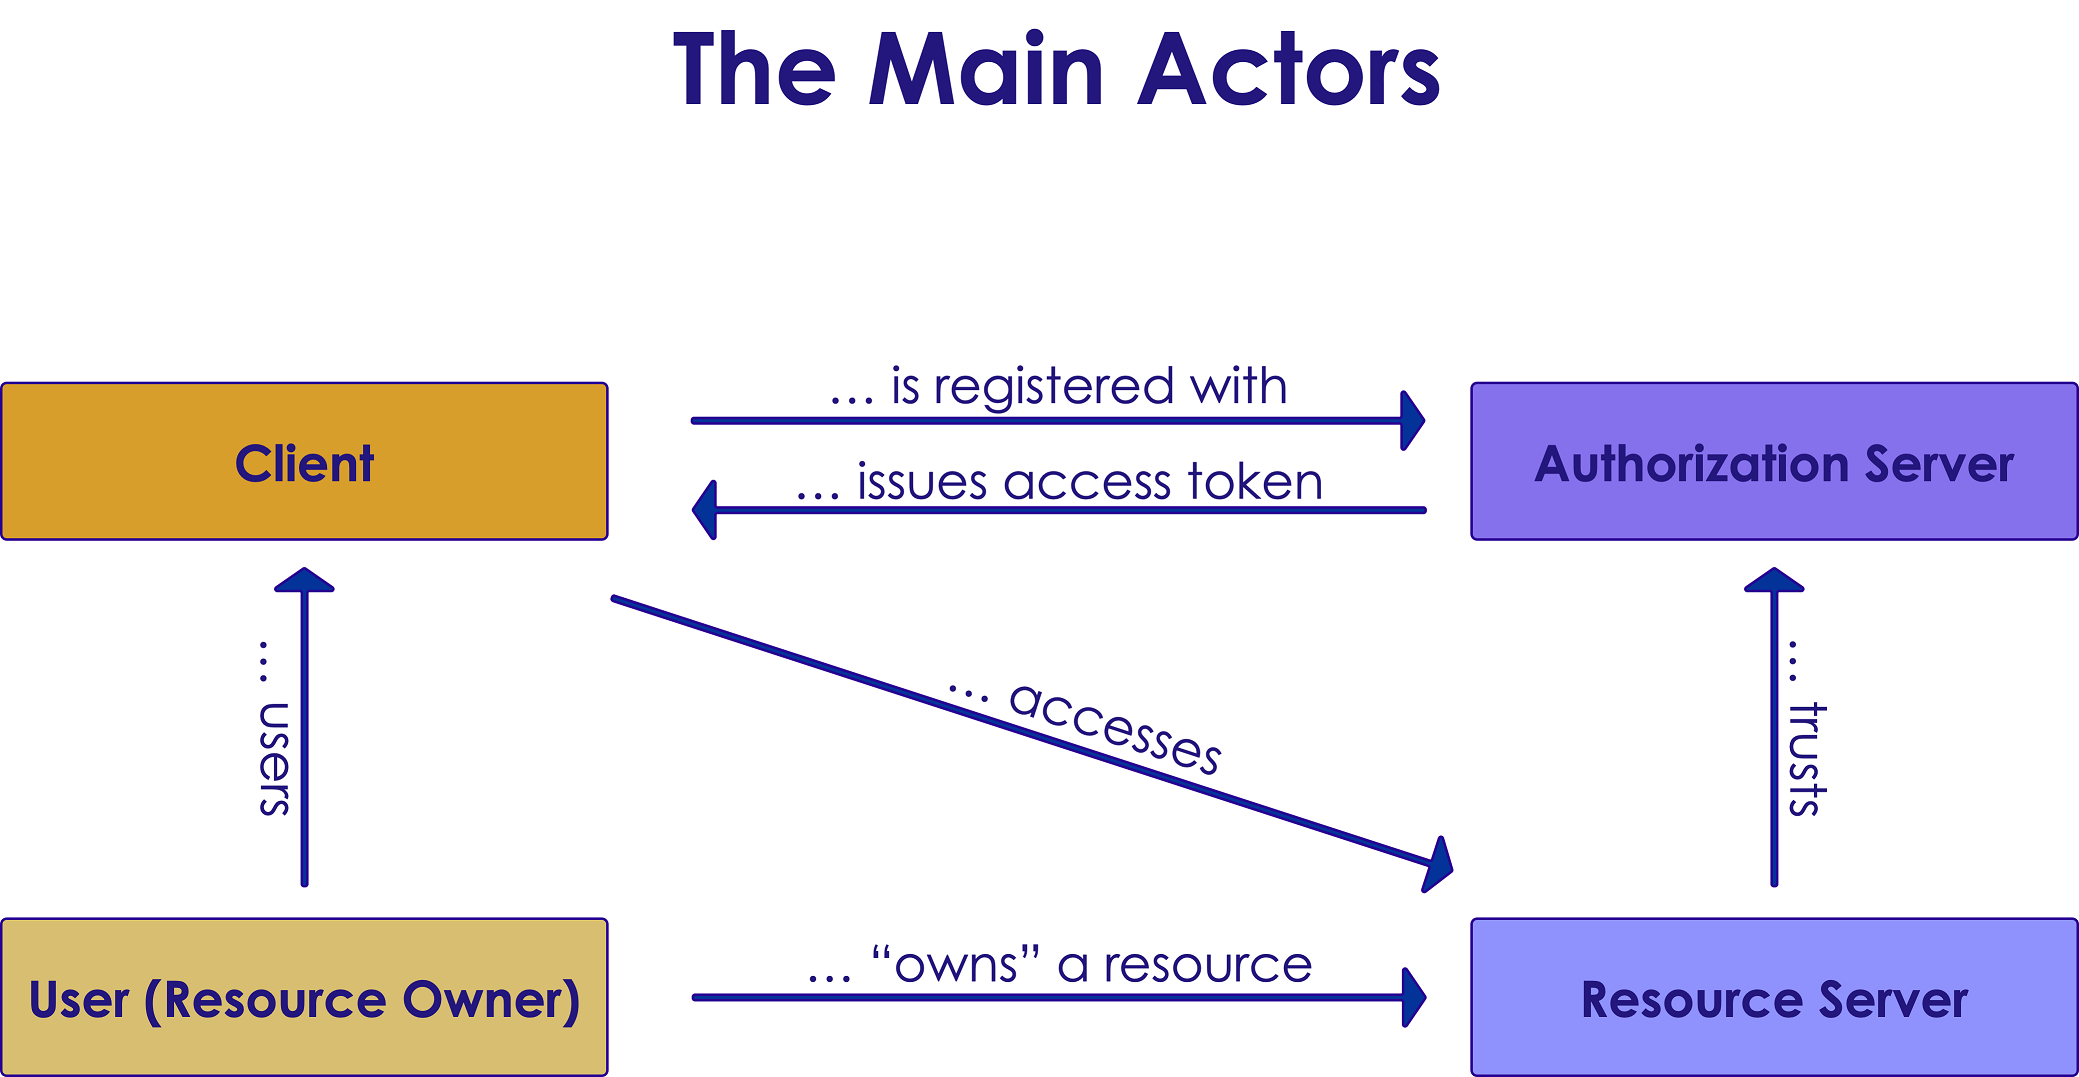 The Main Actors
… is registered with
Client
Authorization Server
… issues access token
… users
… accesses
… trusts
… “owns” a resource
User (Resource Owner)
Resource Server